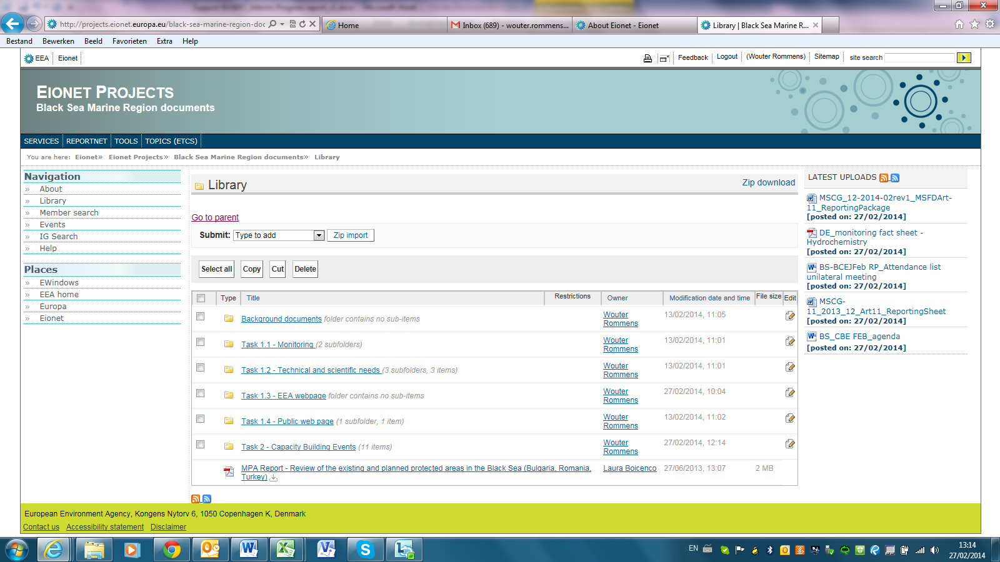 http://projects.eionet.europa.eu/black-sea-marine-region-doc
Home
Inbox (689) - wouter.rommens...
About Eionet - Eionet
Library | Black Sea Marine R...
Bestand Bewerken Beeld Favorieten Extra Help
EEA Eionet
Feedback Logout (Wouter Rommens) Sitemap site search
EIONET PROJECTS
Black Sea Marine Region documents
SERVICES REPORTNET TOOLS TOPICS (ETCS)
You are here: Eionet» Eionet Projects» Black Sea Marine Region documents» Library
Navigation
» About
» Library
» Member search
» Events
» IG Search
» Help
Places
» EWindows
» EEA home
» Europa
» Eionet
Library
Zip download
Go to parent
Submit: Type to add Zip import
Select all Copy Cut Delete
Type Title Restrictions Owner Modification date and time File size Edit
Background documents folder contains no sub-items Wouter Rommens 13/02/2014, 11:05
Task 1.1 - Monitoring (2 subfolders) Wouter Rommens 13/02/2014, 11:01
Task 1.2 - Technical and scientific needs (3 subfolders, 3 items) Wouter Rommens 13/02/2014, 11:01
Task 1.3 - EEA webpage folder contains no sub-items Wouter Rommens 27/02/2014, 10:04
Task 1.4 - Public web page (1 subfolder, 1 item) Wouter Rommens 13/02/2014, 11:02
Task 2 - Capacity Building Events (11 items) Wouter Rommens 27/02/2014, 12:14
MPA Report - Review of the existing and planned protected areas in the Black Sea (Bulgaria, Romania, Turkey) Laura Boicenco 27/06/2013, 13:07 2 MB
LATEST UPLOADS
MSCG_12-2014-02rev1_MSFDArt-
11_ReportingPackage
[posted on: 27/02/2014]
DE_monitoring fact sheet -
Hydrochemistry
[posted on: 27/02/2014]
BS-BCEJFeb RP_Attendance list
unilateral meeting
[posted on: 27/02/2014]
MSCG-
11_2013_12_Art11_ReportingSheet
[posted on: 27/02/2014]
BS_CBE FEB_agenda
[posted on: 27/02/2014]
European Environment Agency, Kongens Nytorv 6, 1050 Copenhagen K, Denmark
Contact us Accessibility statement Disclaimer
EN
13:14
27/02/2014